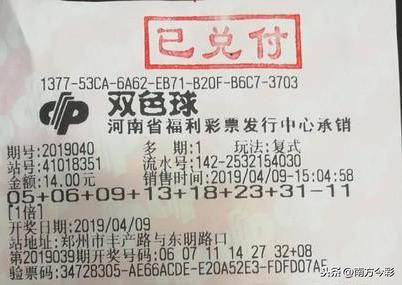 已兑付
1377-53CA-6A62-EB71-B20F-B6C7-3703
双色球
河南省福利彩票发行中心承销
期号:2019040 多期:1 玩法:复式
站号:41018351 流水号:142-2532154030
金额:14.00元 销售时间:2019/04/09-15:04:58
05+06+09+13+18+23+31-11
[1倍]
开奖日期:2019/04/09
站地址:郑州市丰产路与东明路口
第2019039期开奖号码:06 07 11 14 27 32+08
验票码:34728305-AE66ACDE-E20A52E3-FDFD07AF
头条@南方今彩